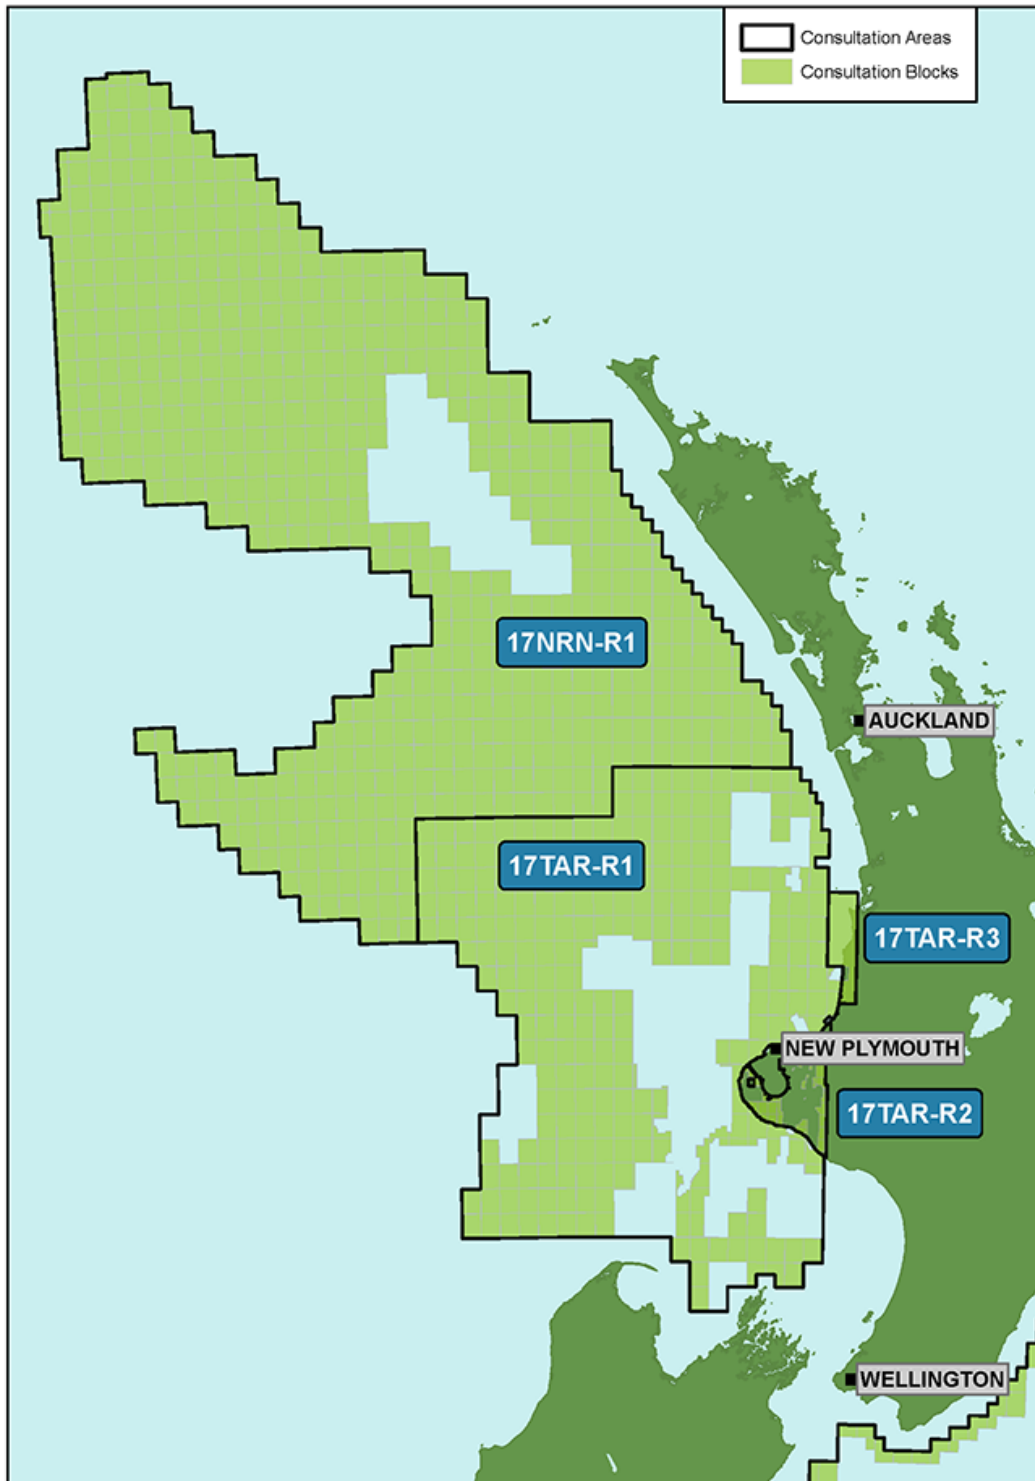 Consultation Areas
Consultation Blocks
17NRN-R1
AUCKLAND
17TAR-R1
17TAR-R3
NEW PLYMOUTH
17TAR-R2
WELLINGTON